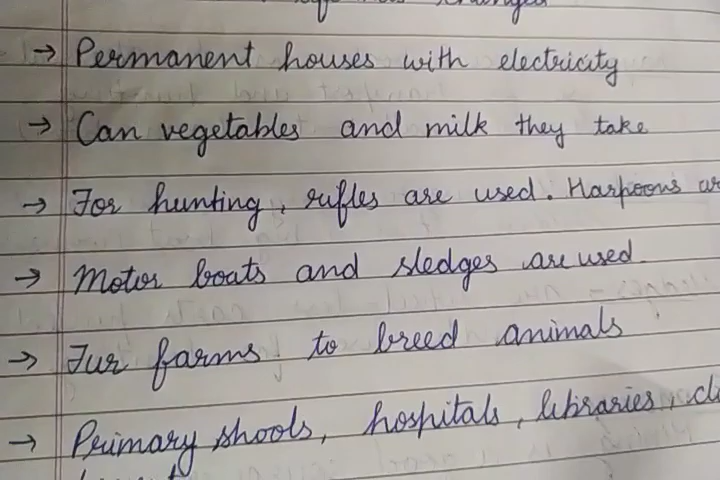 changed
→ Permanent houses with electricity
→ Can vegetables and milk they take
→ For hunting, rifles are used. Harpoons
→ Motor boats and sledges are used
→ Fur farms to breed animals
→ Primary shools, hospitals, libraries,